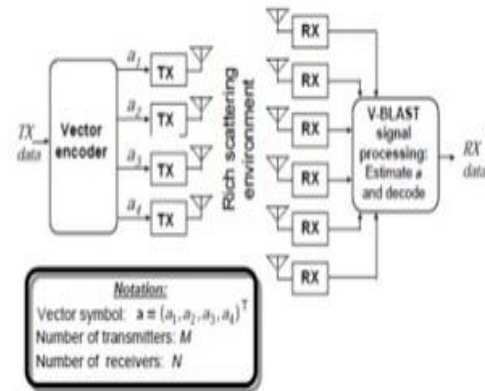 TX
data
Vector
encoder
a1
a2
a3
a4
TX
TX
TX
TX
Rich scattering
environment
RX
RX
RX
RX
RX
RX
V-BLAST
signal
processing:
Estimate a
and decode
RX
data
Notation:
Vector symbol: a = (a1, a2, a3, a4)T
Number of transmitters: M
Number of receivers: N